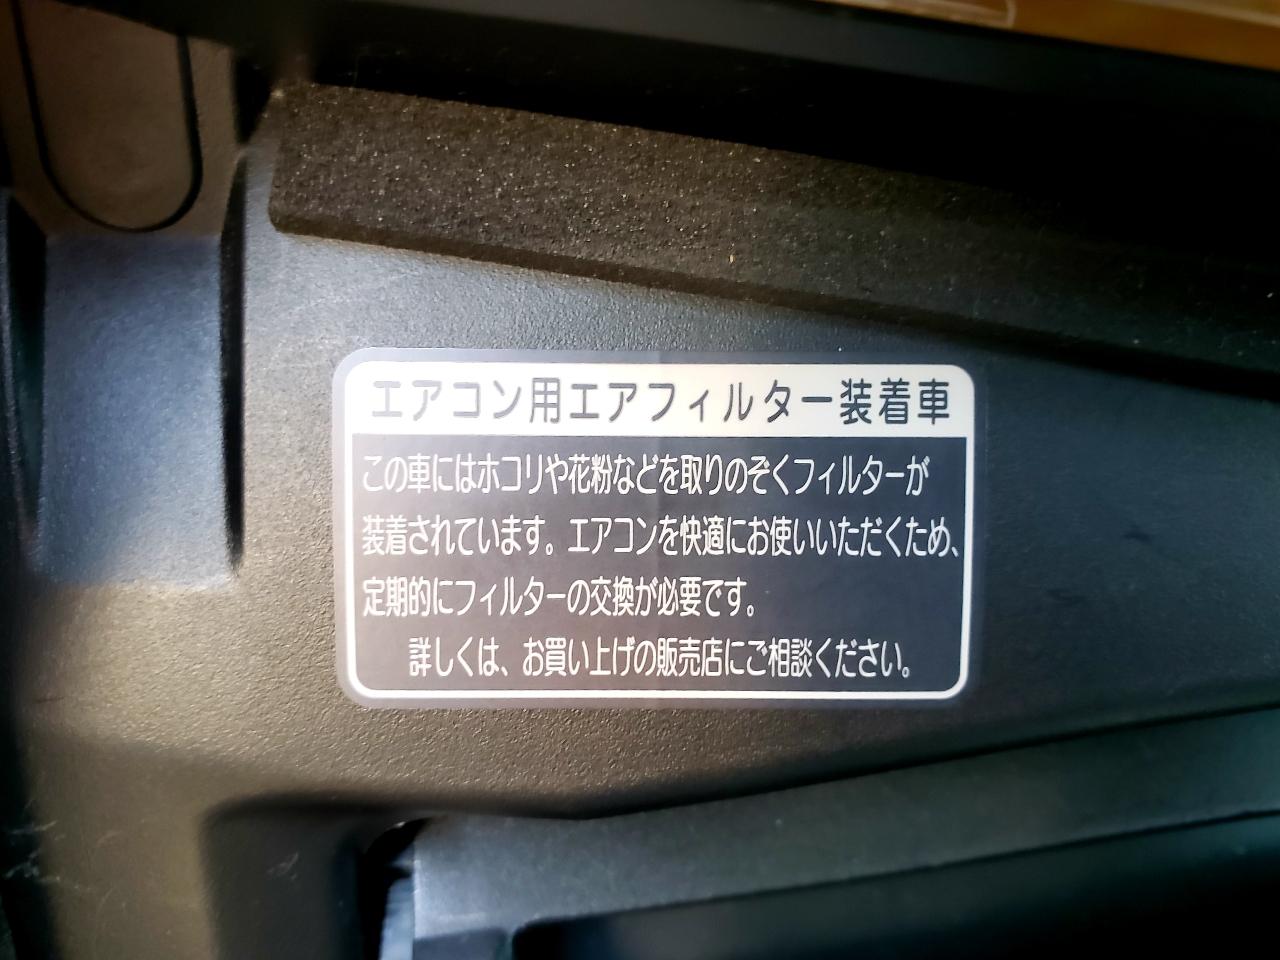 エアコン用エアフィルター装着車
この車にはホコリや花粉などを取りのぞくフィルターが
装着されています。エアコンを快適にお使いいただくため、
定期的にフィルターの交換が必要です。
詳しくは、お買い上げの販売店にご相談ください。